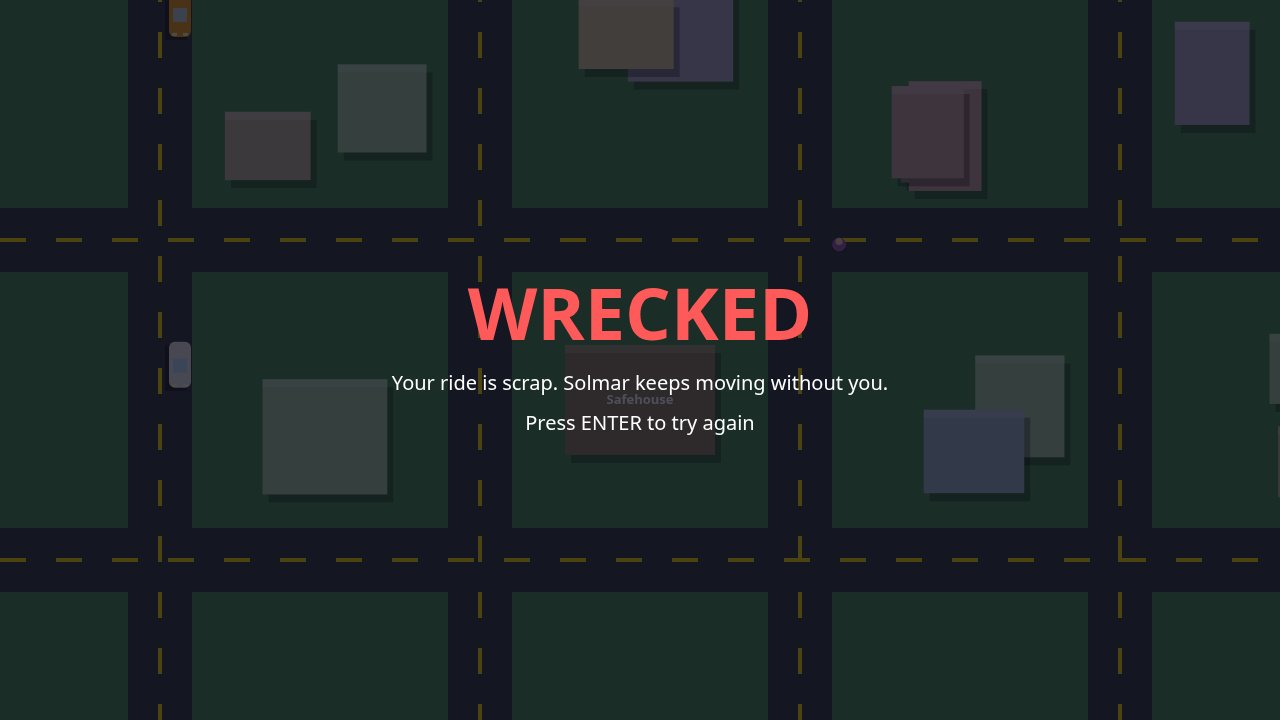 WRECKED
Your ride is scrap. Solmar keeps moving without you.
Safehouse
Press ENTER to try again